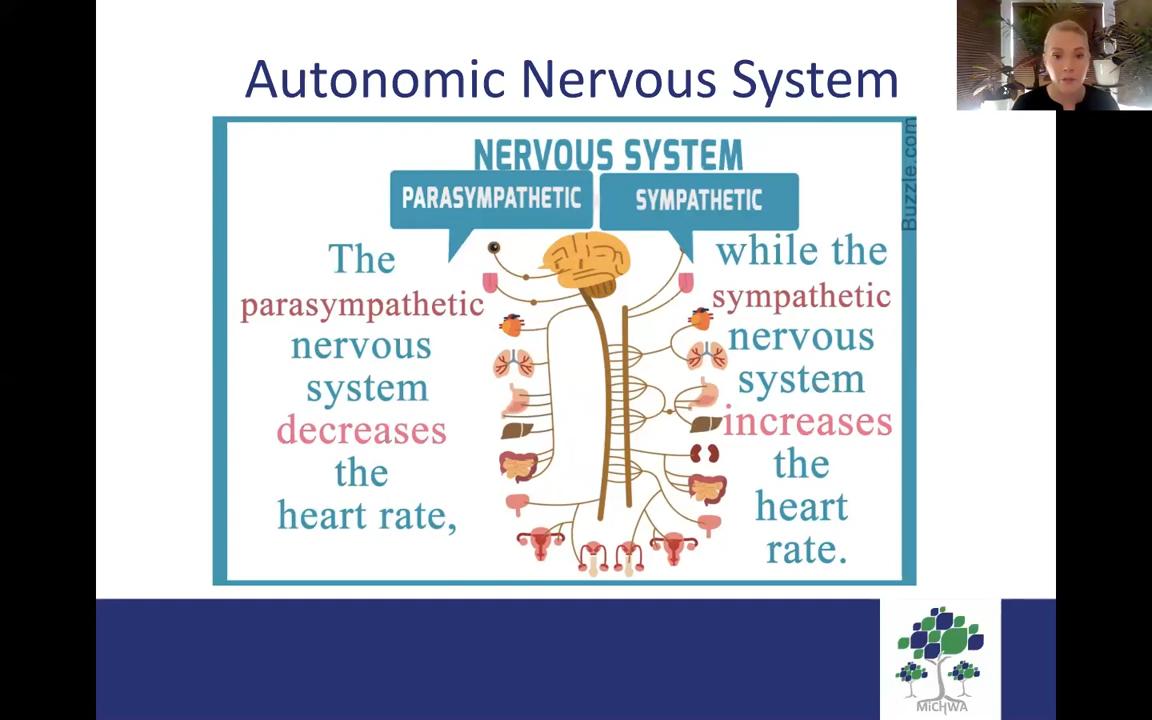 Autonomic Nervous System
NERVOUS SYSTEM
PARASYMPATHETIC
SYMPATHETIC
The
parasympathetic
nervous
system
decreases
the
heart rate,
while the
sympathetic
nervous
system
increases
the
heart
rate.
Buzzle.com
MiCHWA